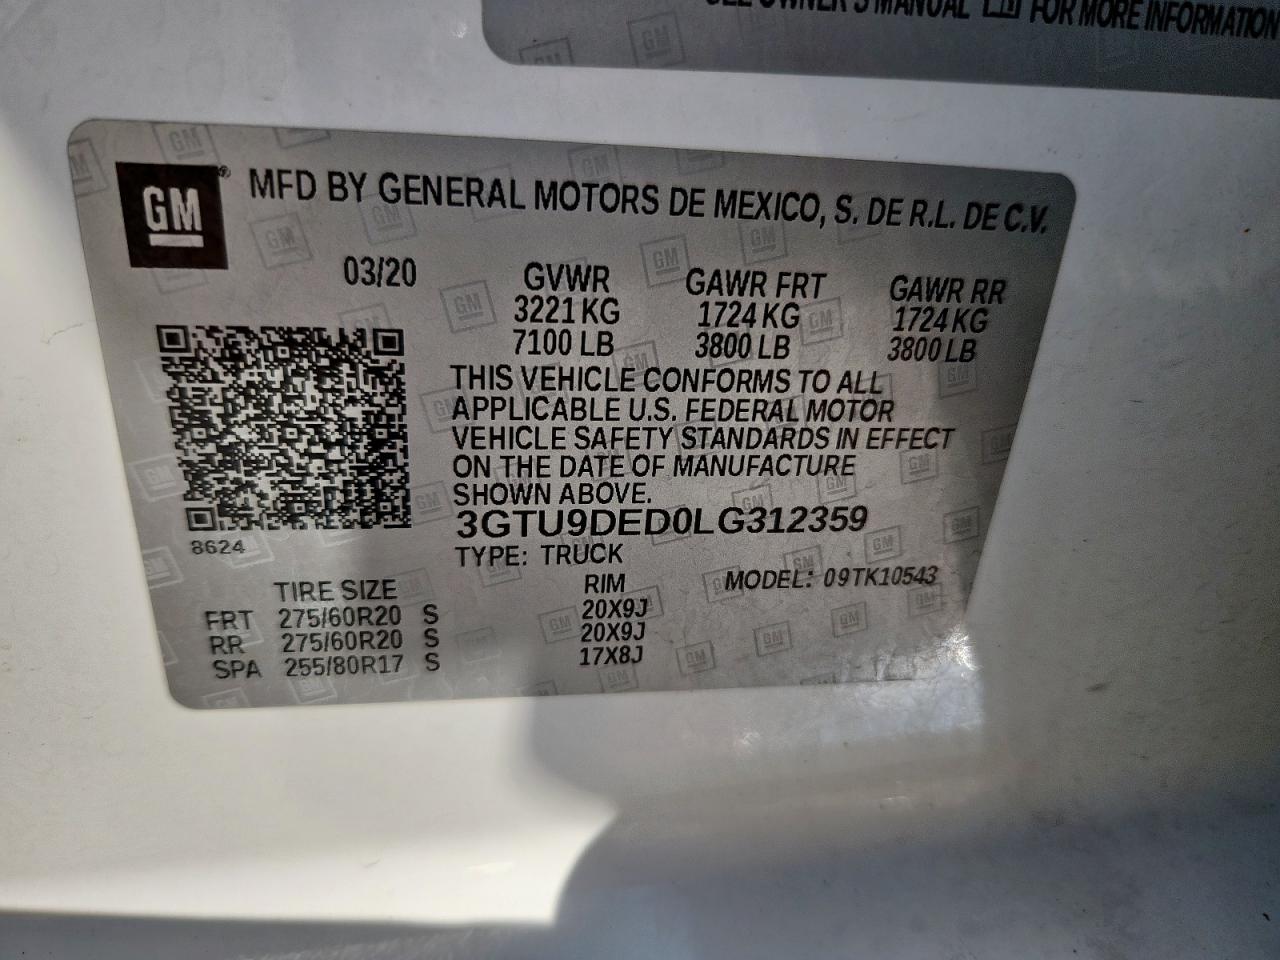 SEE OWNER'S MANUAL FOR MORE INFORMATION
GM
MFD BY GENERAL MOTORS DE MEXICO, S. DE R.L. DE C.V.
03/20
GVWR GAWR FRT GAWR RR
3221 KG 1724 KG 1724 KG
7100 LB 3800 LB 3800 LB
THIS VEHICLE CONFORMS TO ALL
APPLICABLE U.S. FEDERAL MOTOR
VEHICLE SAFETY STANDARDS IN EFFECT
ON THE DATE OF MANUFACTURE
SHOWN ABOVE.
3GTU9DED0LG312359
8624
TYPE: TRUCK
MODEL: 09TK10543
TIRE SIZE RIM
FRT 275/60R20 S 20X9J
RR 275/60R20 S 20X9J
SPA 255/80R17 S 17X8J